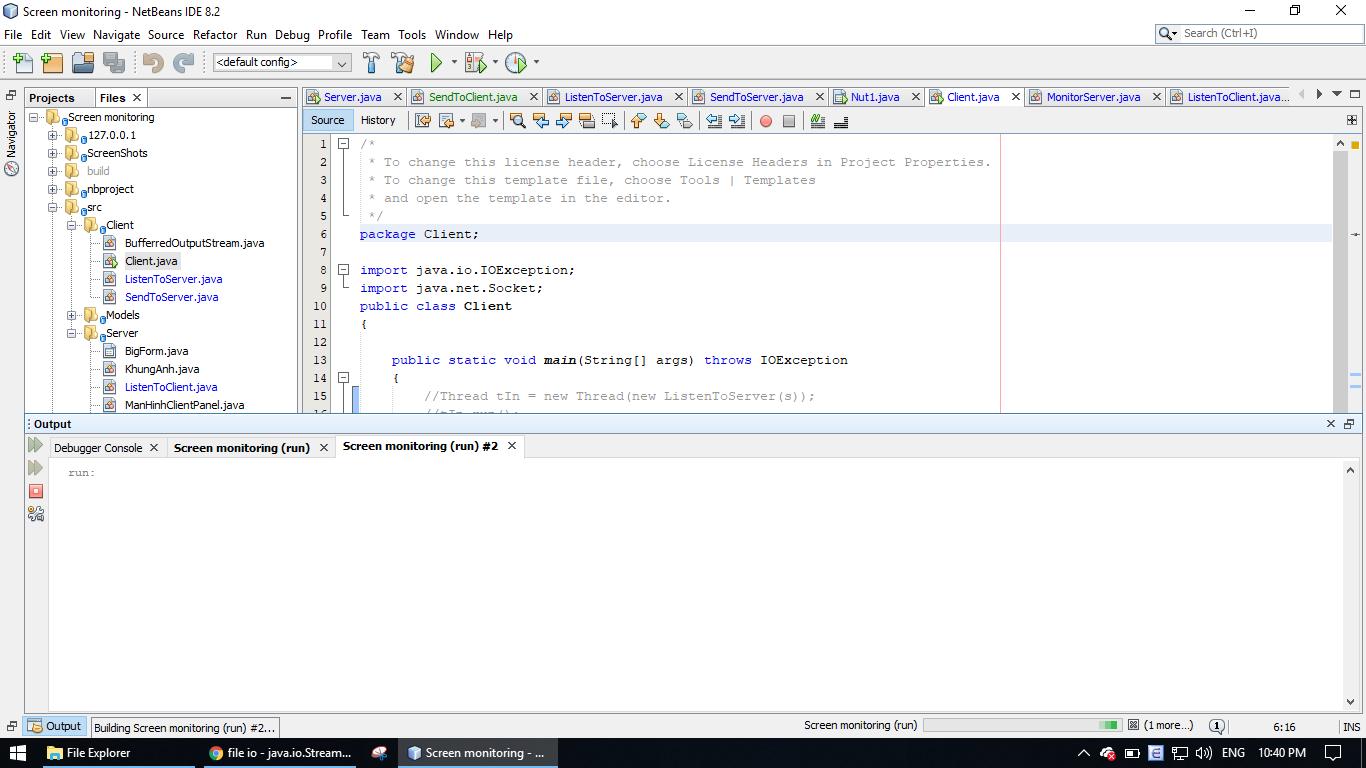 Screen monitoring - NetBeans IDE 8.2
File Edit View Navigate Source Refactor Run Debug Profile Team Tools Window Help
Search (Ctrl+I)
<default config>
Projects Files
Navigator
Server.java SendToClient.java ListenToServer.java SendToServer.java Nut1.java Client.java MonitorServer.java ListenToClient.java...
Source History
Screen monitoring
127.0.0.1
ScreenShots
build
nbproject
src
Client
BufferredOutputStream.java
Client.java
ListenToServer.java
SendToServer.java
Models
Server
BigForm.java
KhungAnh.java
ListenToClient.java
ManHinhClientPanel.java
1 /*
2 * To change this license header, choose License Headers in Project Properties.
3 * To change this template file, choose Tools | Templates
4 * and open the template in the editor.
5 */
6 package Client;
7
8 import java.io.IOException;
9 import java.net.Socket;
10 public class Client
11 {
12
13 public static void main(String[] args) throws IOException
14 {
15 //Thread tIn = new Thread(new ListenToServer(s));
Output
Debugger Console Screen monitoring (run) Screen monitoring (run) #2
run:
Output Building Screen monitoring (run) #2... Screen monitoring (run) (1 more...) 1 6:16 INS
File Explorer file io - java.io.Stream... Screen monitoring - ... ENG 10:40 PM